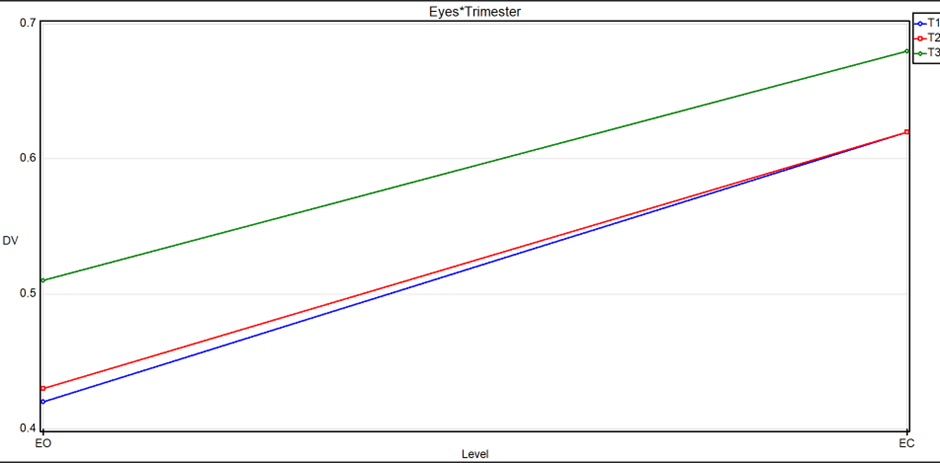 Eyes*Trimester
T1
T2
T3
0.7
0.6
DV
0.5
0.4
EO
EC
Level